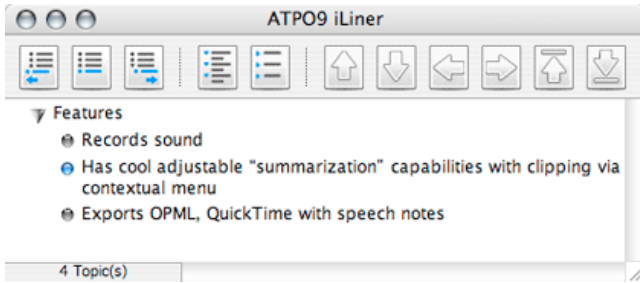 ATPO9 iLiner
Features
Records sound
Has cool adjustable “summarization” capabilities with clipping via
contextual menu
Exports OPML, QuickTime with speech notes
4 Topic(s)